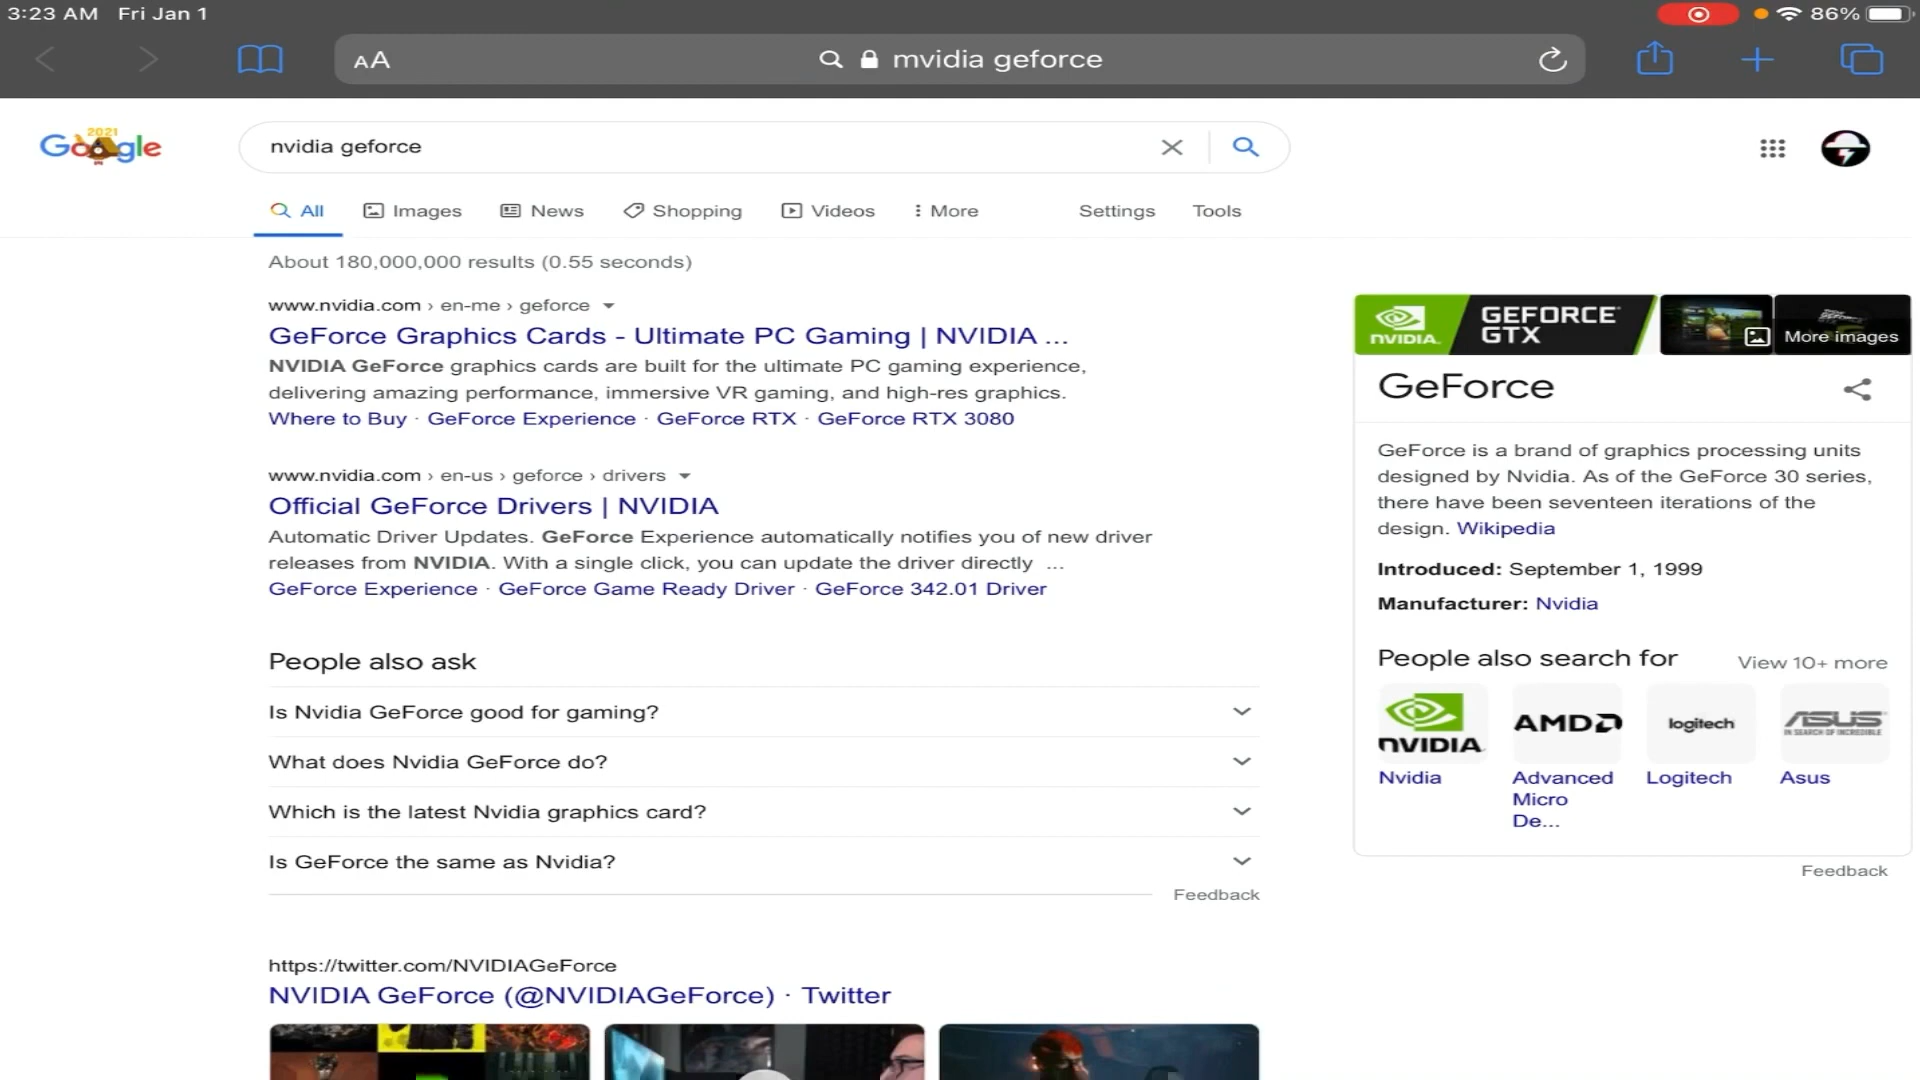 3:23 AM Fri Jan 1
86%
AA
mvidia geforce
2021
Google
nvidia geforce
All
Images
News
Shopping
Videos
More
Settings
Tools
About 180,000,000 results (0.55 seconds)
www.nvidia.com › en-me › geforce
GeForce Graphics Cards - Ultimate PC Gaming | NVIDIA ...
NVIDIA GeForce graphics cards are built for the ultimate PC gaming experience,
delivering amazing performance, immersive VR gaming, and high-res graphics.
Where to Buy · GeForce Experience · GeForce RTX · GeForce RTX 3080
www.nvidia.com › en-us › geforce › drivers
Official GeForce Drivers | NVIDIA
Automatic Driver Updates. GeForce Experience automatically notifies you of new driver
releases from NVIDIA. With a single click, you can update the driver directly ...
GeForce Experience · GeForce Game Ready Driver · GeForce 342.01 Driver
People also ask
Is Nvidia GeForce good for gaming?
What does Nvidia GeForce do?
Which is the latest Nvidia graphics card?
Is GeForce the same as Nvidia?
Feedback
https://twitter.com/NVIDIAGeForce
NVIDIA GeForce (@NVIDIAGeForce) · Twitter
NVIDIA.
GEFORCE
GTX
More images
GeForce
GeForce is a brand of graphics processing units
designed by Nvidia. As of the GeForce 30 series,
there have been seventeen iterations of the
design. Wikipedia
Introduced: September 1, 1999
Manufacturer: Nvidia
People also search for
View 10+ more
NVIDIA.
AMD
logitech
ASUS
IN SEARCH OF INCREDIBLE
Nvidia
Advanced
Micro
De...
Logitech
Asus
Feedback